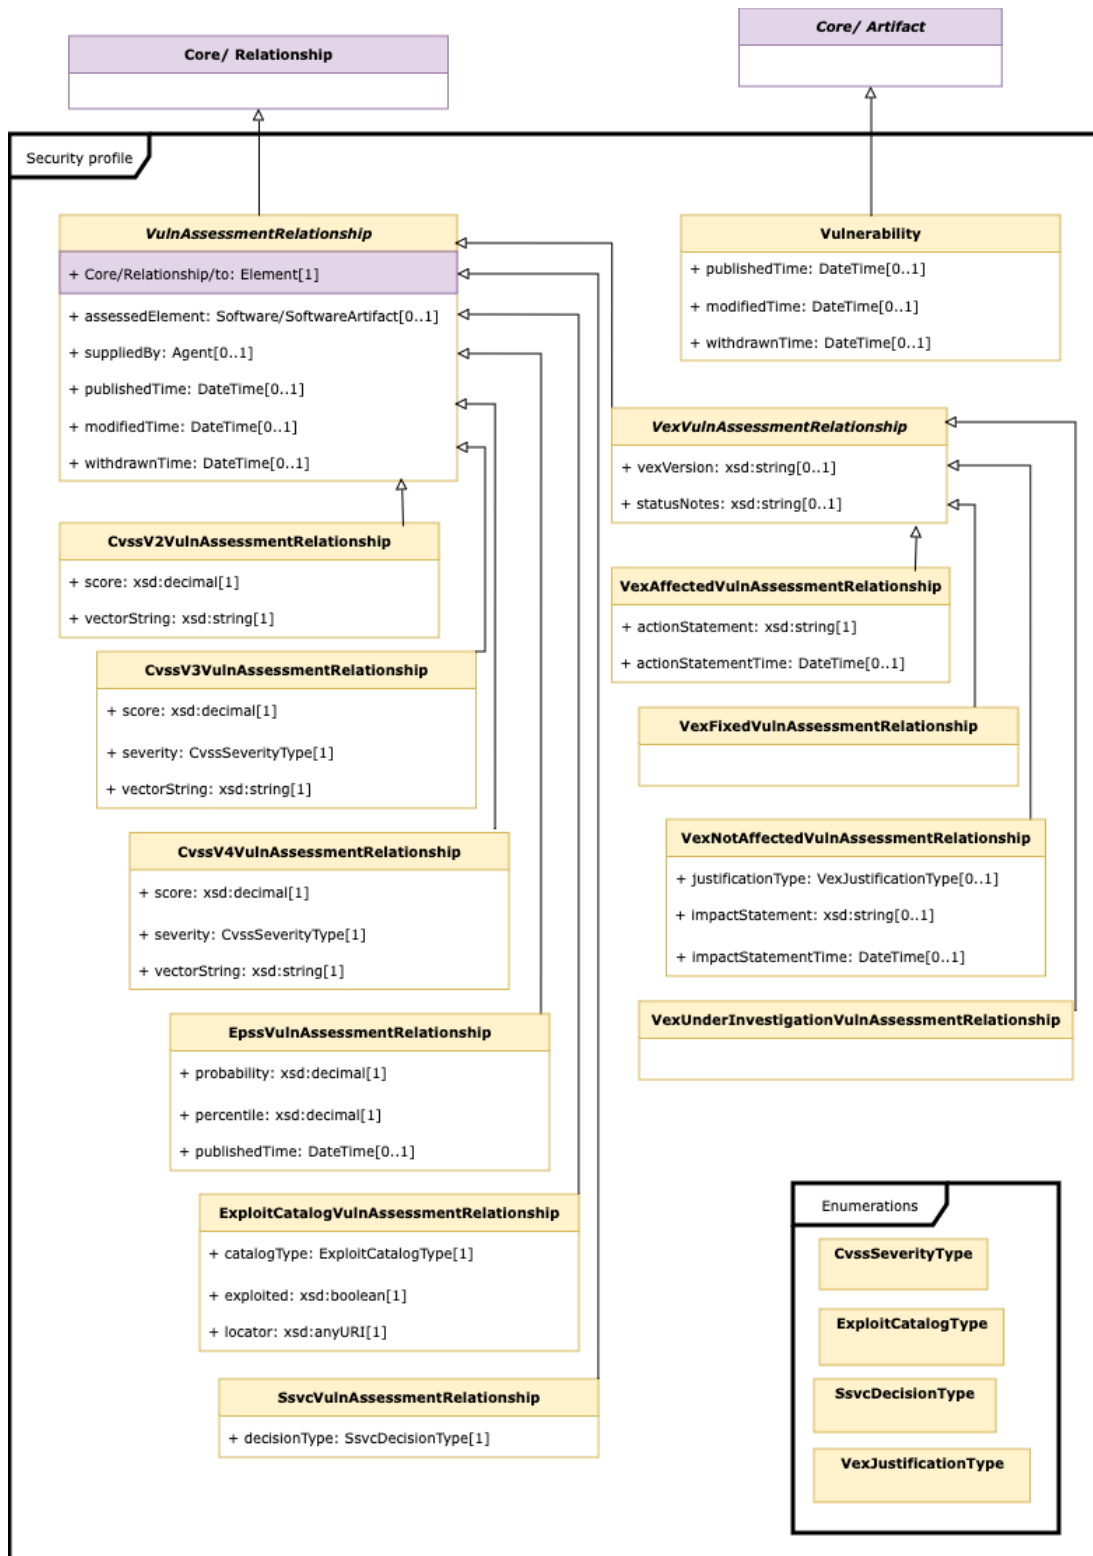 Core/ Relationship
Core/ Artifact
Security profile
VulnAssessmentRelationship
+ Core/Relationship/to: Element[1]
+ assessedElement: Software/SoftwareArtifact[0..1]
+ suppliedBy: Agent[0..1]
+ publishedTime: DateTime[0..1]
+ modifiedTime: DateTime[0..1]
+ withdrawnTime: DateTime[0..1]
Vulnerability
+ publishedTime: DateTime[0..1]
+ modifiedTime: DateTime[0..1]
+ withdrawnTime: DateTime[0..1]
VexVulnAssessmentRelationship
+ vexVersion: xsd:string[0..1]
+ statusNotes: xsd:string[0..1]
CvssV2VulnAssessmentRelationship
+ score: xsd:decimal[1]
+ vectorString: xsd:string[1]
VexAffectedVulnAssessmentRelationship
+ actionStatement: xsd:string[1]
+ actionStatementTime: DateTime[0..1]
CvssV3VulnAssessmentRelationship
+ score: xsd:decimal[1]
+ severity: CvssSeverityType[1]
+ vectorString: xsd:string[1]
VexFixedVulnAssessmentRelationship
CvssV4VulnAssessmentRelationship
+ score: xsd:decimal[1]
+ severity: CvssSeverityType[1]
+ vectorString: xsd:string[1]
VexNotAffectedVulnAssessmentRelationship
+ justificationType: VexJustificationType[0..1]
+ impactStatement: xsd:string[0..1]
+ impactStatementTime: DateTime[0..1]
EpssVulnAssessmentRelationship
+ probability: xsd:decimal[1]
+ percentile: xsd:decimal[1]
+ publishedTime: DateTime[0..1]
VexUnderInvestigationVulnAssessmentRelationship
ExploitCatalogVulnAssessmentRelationship
+ catalogType: ExploitCatalogType[1]
+ exploited: xsd:boolean[1]
+ locator: xsd:anyURI[1]
SsvcVulnAssessmentRelationship
+ decisionType: SsvcDecisionType[1]
Enumerations
CvssSeverityType
ExploitCatalogType
SsvcDecisionType
VexJustificationType